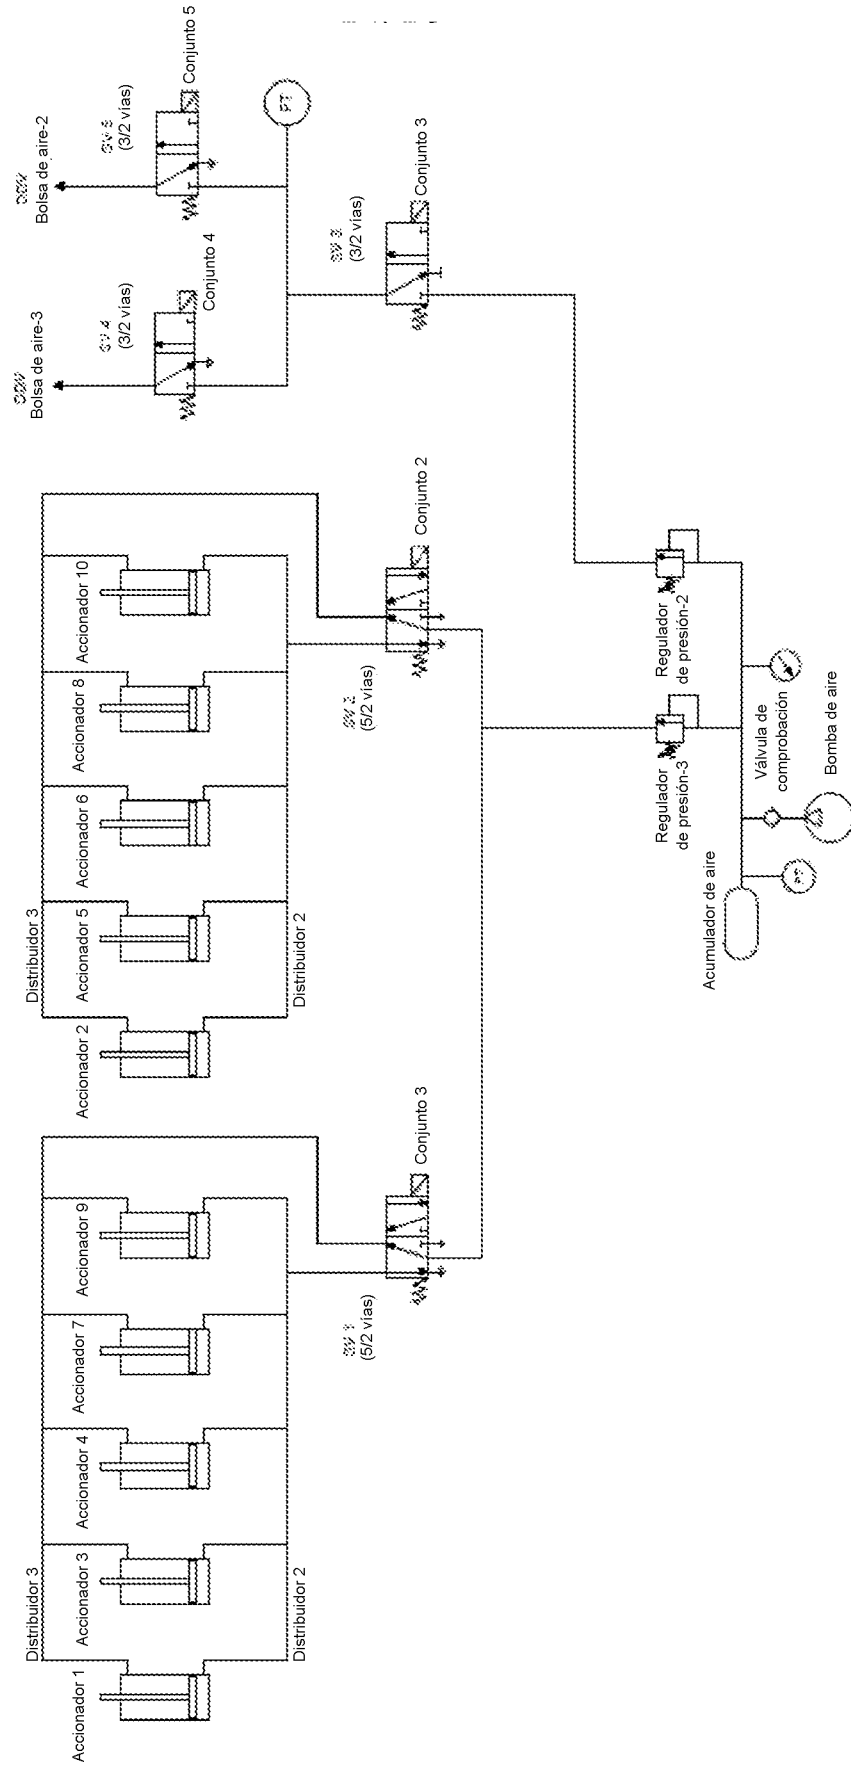 Conjunto 5
(3/2 vías)
Bolsa de aire-2
PT
Conjunto 4
(3/2 vías)
Bolsa de aire-3
Conjunto 3
(3/2 vías)
Conjunto 2
(5/2 vías)
Accionador 10
Accionador 8
Accionador 6
Accionador 5
Accionador 2
Distribuidor 3
Distribuidor 2
Conjunto 3
(5/2 vías)
Accionador 9
Accionador 7
Accionador 4
Accionador 3
Accionador 1
Distribuidor 3
Distribuidor 2
Regulador
de presión-2
Regulador
de presión-3
Válvula de
comprobación
Bomba de aire
Acumulador de aire
PT